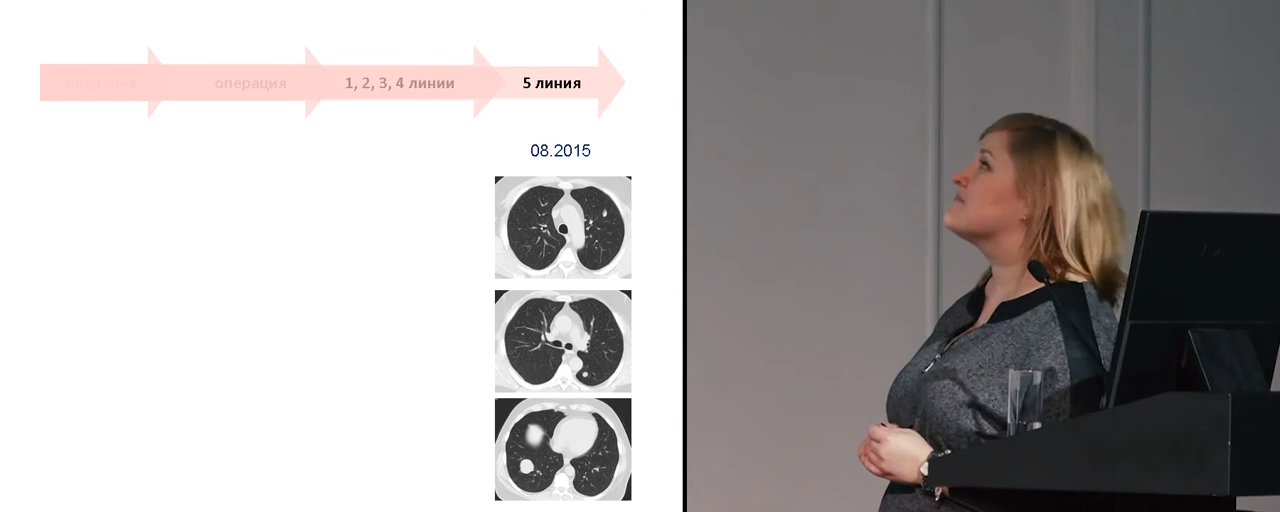 операция
операция
1, 2, 3, 4 линии
5 линия
08.2015